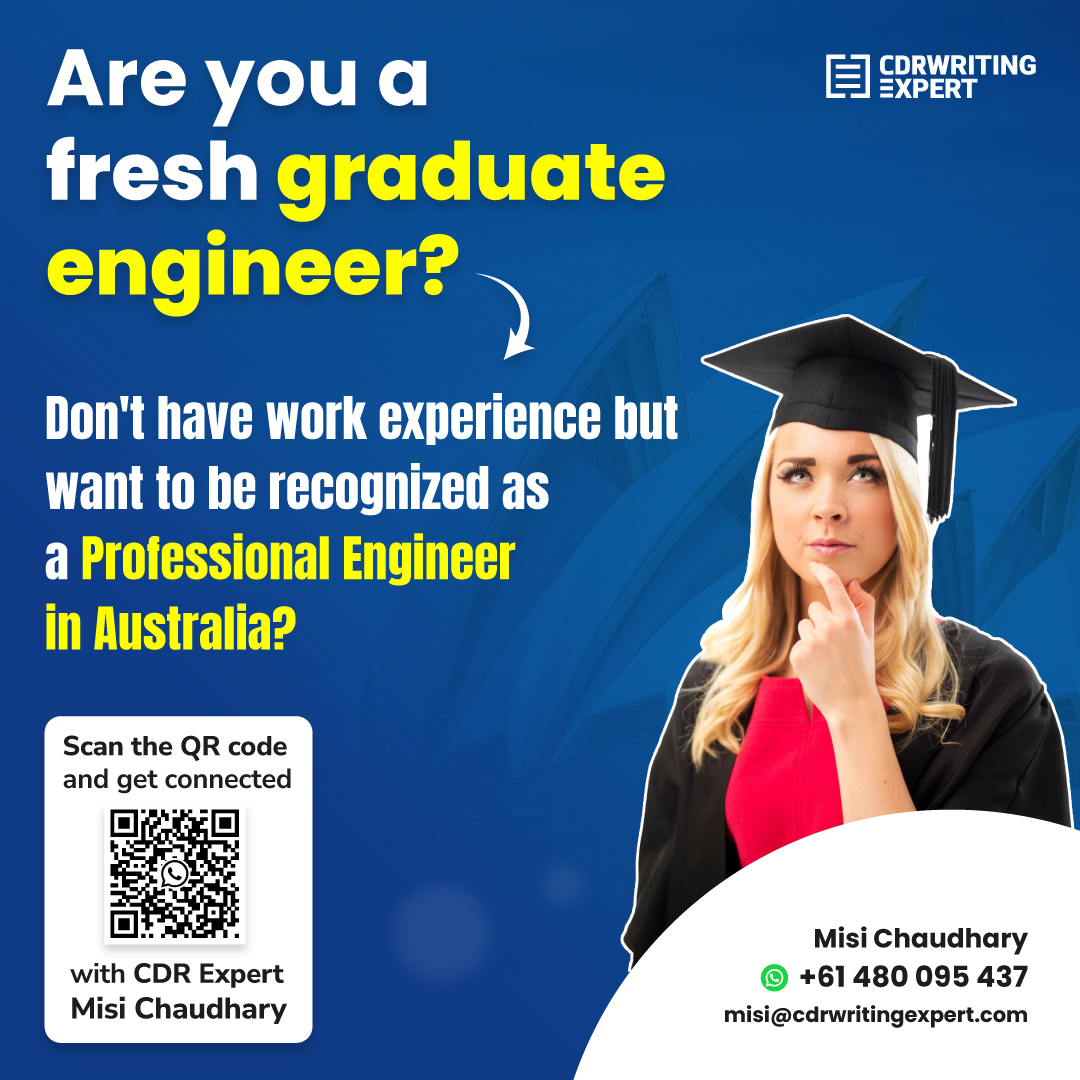 Are you a
fresh graduate
engineer?
CDRWRITING
EXPERT
Don't have work experience but
want to be recognized as
a Professional Engineer
in Australia?
Scan the QR code
and get connected
with CDR Expert
Misi Chaudhary
Misi Chaudhary
+61 480 095 437
misi@cdrwritingexpert.com